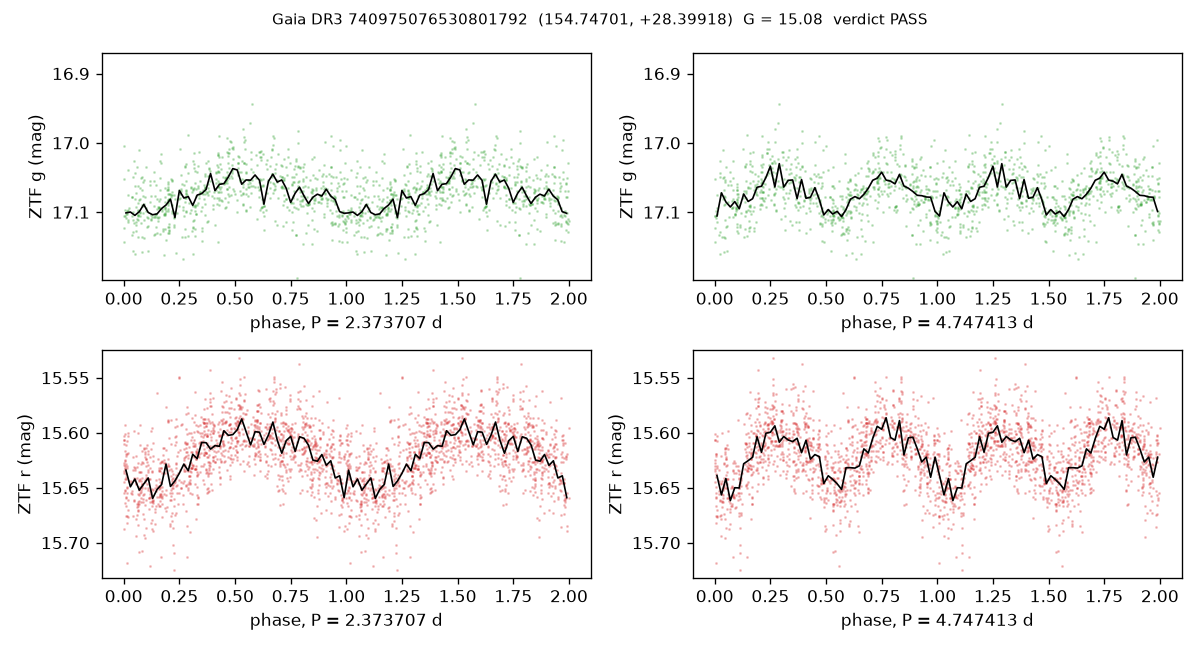 Gaia DR3 740975076530801792  (154.74701, +28.39918)  G = 15.08  verdict PASS
ZTF g (mag)
16.9
17.0
17.1
0.00 0.25 0.50 0.75 1.00 1.25 1.50 1.75 2.00
phase, P = 2.373707 d
ZTF g (mag)
16.9
17.0
17.1
0.00 0.25 0.50 0.75 1.00 1.25 1.50 1.75 2.00
phase, P = 4.747413 d
ZTF r (mag)
15.55
15.60
15.65
15.70
0.00 0.25 0.50 0.75 1.00 1.25 1.50 1.75 2.00
phase, P = 2.373707 d
ZTF r (mag)
15.55
15.60
15.65
15.70
0.00 0.25 0.50 0.75 1.00 1.25 1.50 1.75 2.00
phase, P = 4.747413 d